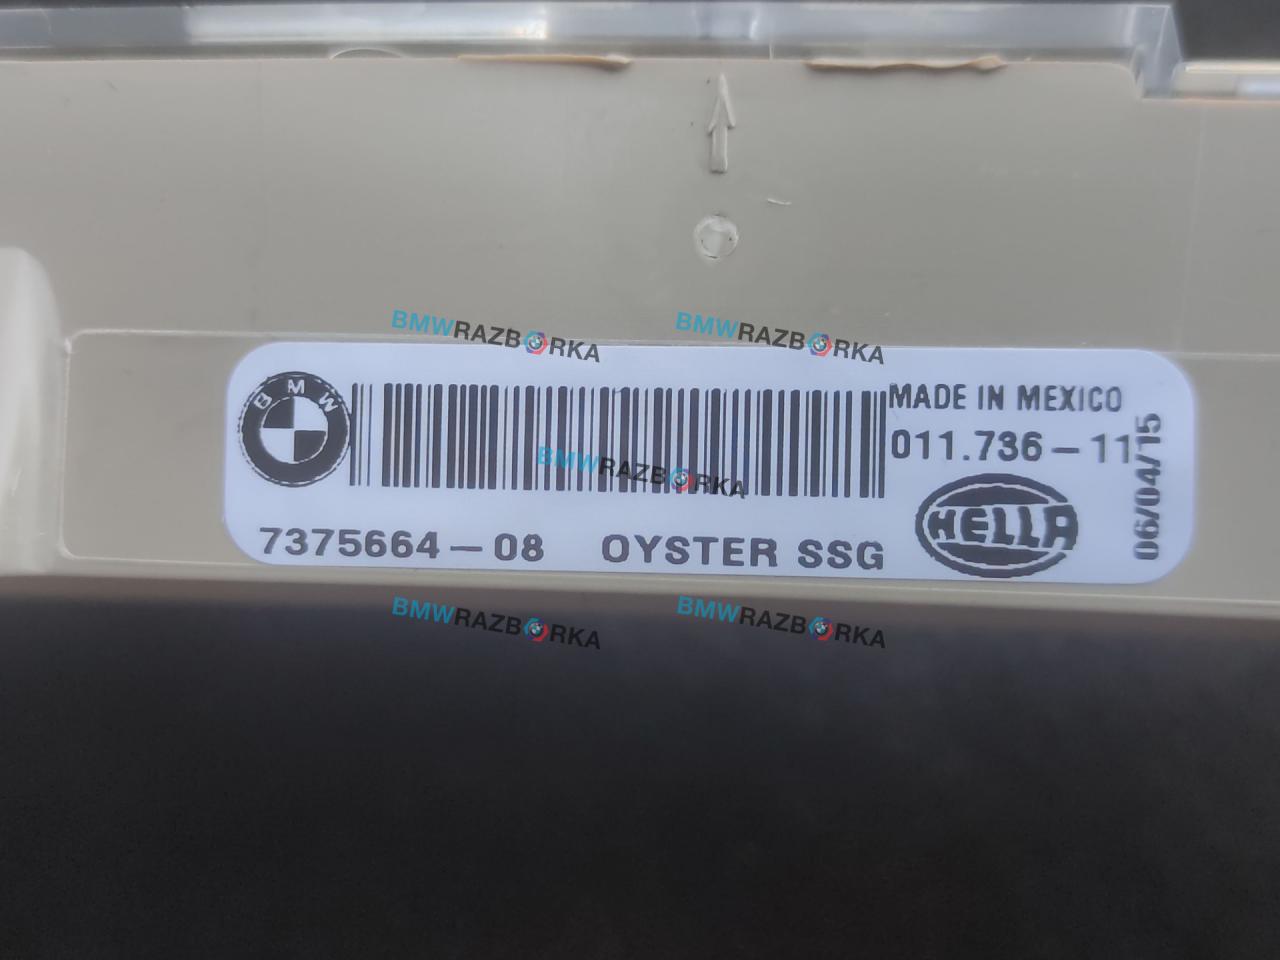 BMWRAZBORKA BMWRAZBORKA
BMW
MADE IN MEXICO
011.736-11
06/04/15
BMWRAZBORKA
HELLA
7375664-08 OYSTER SSG
BMWRAZBORKA BMWRAZBORKA